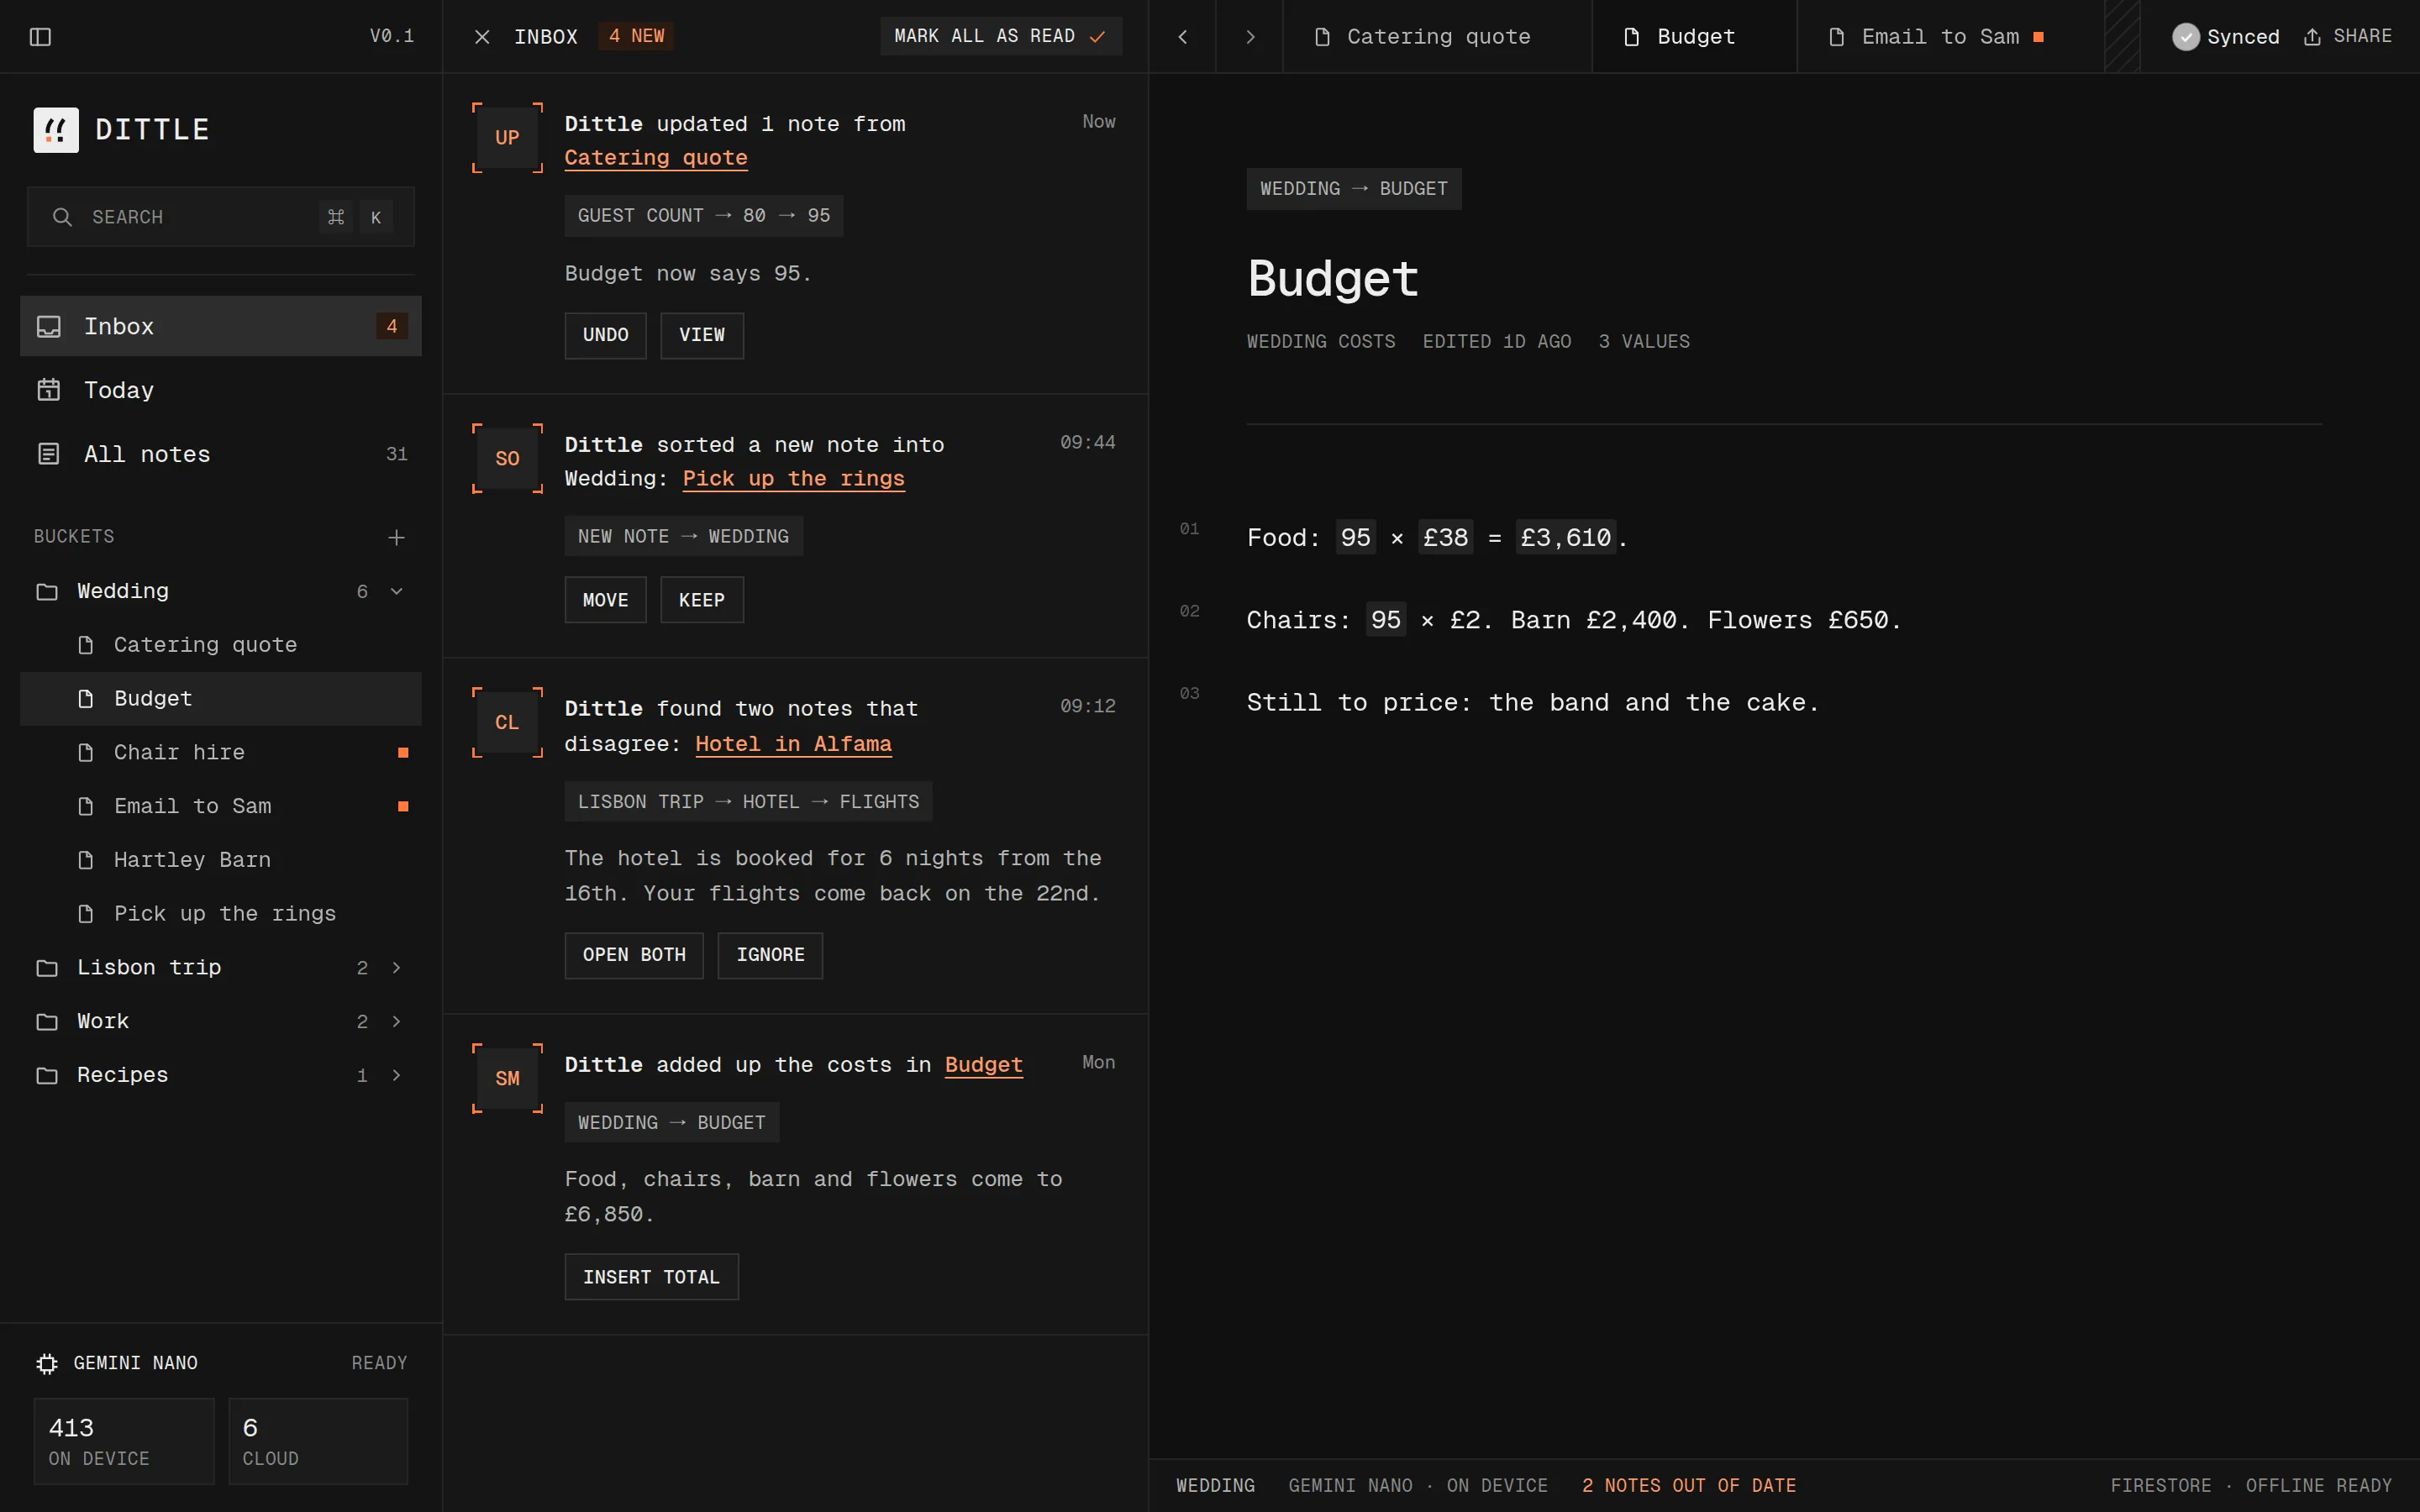 V0.1
DITTLE
SEARCH ⌘ K
Inbox 4
Today
All notes 31
BUCKETS
Wedding 6
Catering quote
Budget
Chair hire
Email to Sam
Hartley Barn
Pick up the rings
Lisbon trip 2
Work 2
Recipes 1
GEMINI NANO READY
413 6
ON DEVICE CLOUD
INBOX 4 NEW MARK ALL AS READ
UP
Dittle updated 1 note from Now
Catering quote
GUEST COUNT → 80 → 95
Budget now says 95.
UNDO VIEW
SO
Dittle sorted a new note into 09:44
Wedding: Pick up the rings
NEW NOTE → WEDDING
MOVE KEEP
CL
Dittle found two notes that 09:12
disagree: Hotel in Alfama
LISBON TRIP → HOTEL → FLIGHTS
The hotel is booked for 6 nights from the
16th. Your flights come back on the 22nd.
OPEN BOTH IGNORE
SM
Dittle added up the costs in Budget Mon
WEDDING → BUDGET
Food, chairs, barn and flowers come to
£6,850.
INSERT TOTAL
Catering quote Budget Email to Sam Synced SHARE
WEDDING → BUDGET
Budget
WEDDING COSTS EDITED 1D AGO 3 VALUES
01 Food: 95 × £38 = £3,610.
02 Chairs: 95 × £2. Barn £2,400. Flowers £650.
03 Still to price: the band and the cake.
WEDDING GEMINI NANO · ON DEVICE 2 NOTES OUT OF DATE FIRESTORE · OFFLINE READY